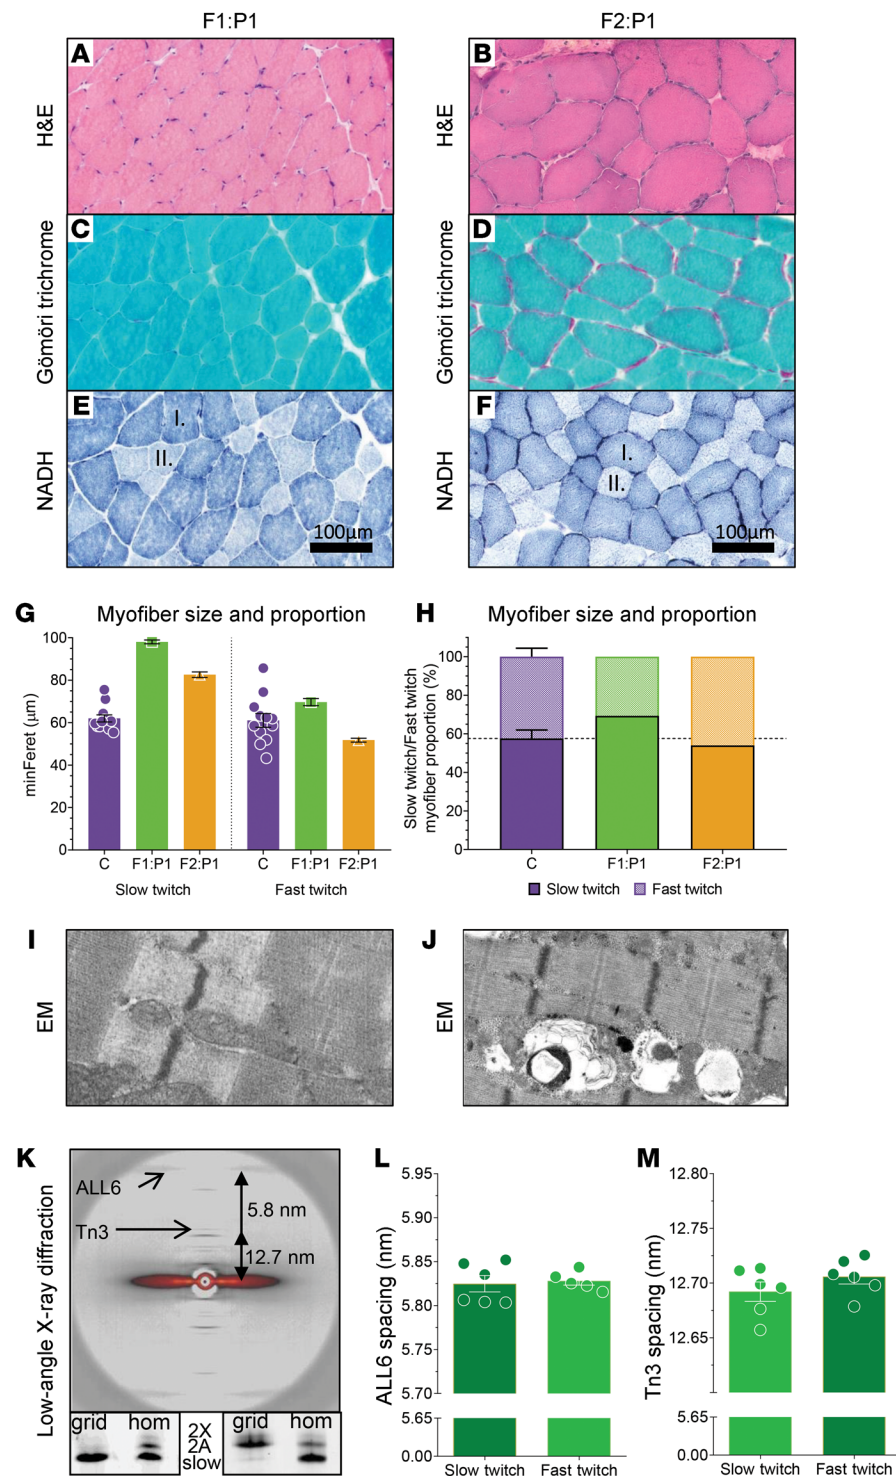 F1:P1
F2:P1
A
B
H&E
H&E
C
D
Gömöri trichrome
Gömöri trichrome
E
I.
II.
100µm
F
I.
II.
100µm
NADH
NADH
G
Myofiber size and proportion
minFeret (µm)
100
80
60
40
20
0
C
F1:P1
F2:P1
C
F1:P1
F2:P1
Slow twitch
Fast twitch
H
Myofiber size and proportion
Slow twitch/Fast twitch
myofiber proportion (%)
100
80
60
40
20
0
C
F1:P1
F2:P1
Slow twitch
Fast twitch
I
EM
J
EM
K
Low-angle X-ray diffraction
ALL6
Tn3
5.8 nm
12.7 nm
grid
hom
2X
2A
slow
grid
hom
L
ALL6 spacing (nm)
5.95
5.90
5.85
5.80
5.75
5.70
5.65
0.00
Slow twitch
Fast twitch
M
Tn3 spacing (nm)
12.80
12.75
12.70
12.65
5.65
0.00
Slow twitch
Fast twitch